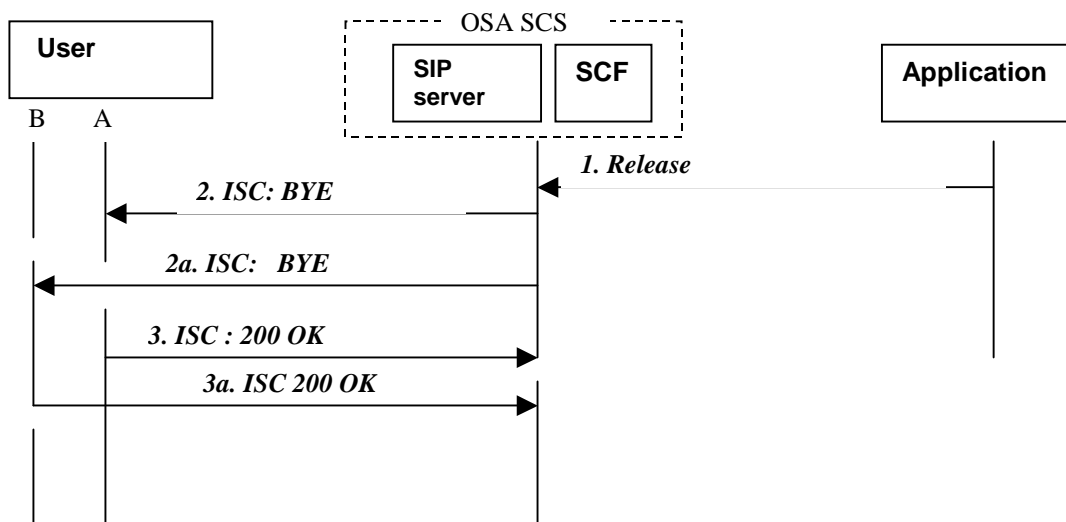 OSA SCS
User
SIP
server
SCF
Application
B
A
1. Release
2. ISC: BYE
2a. ISC: BYE
3. ISC : 200 OK
3a. ISC 200 OK